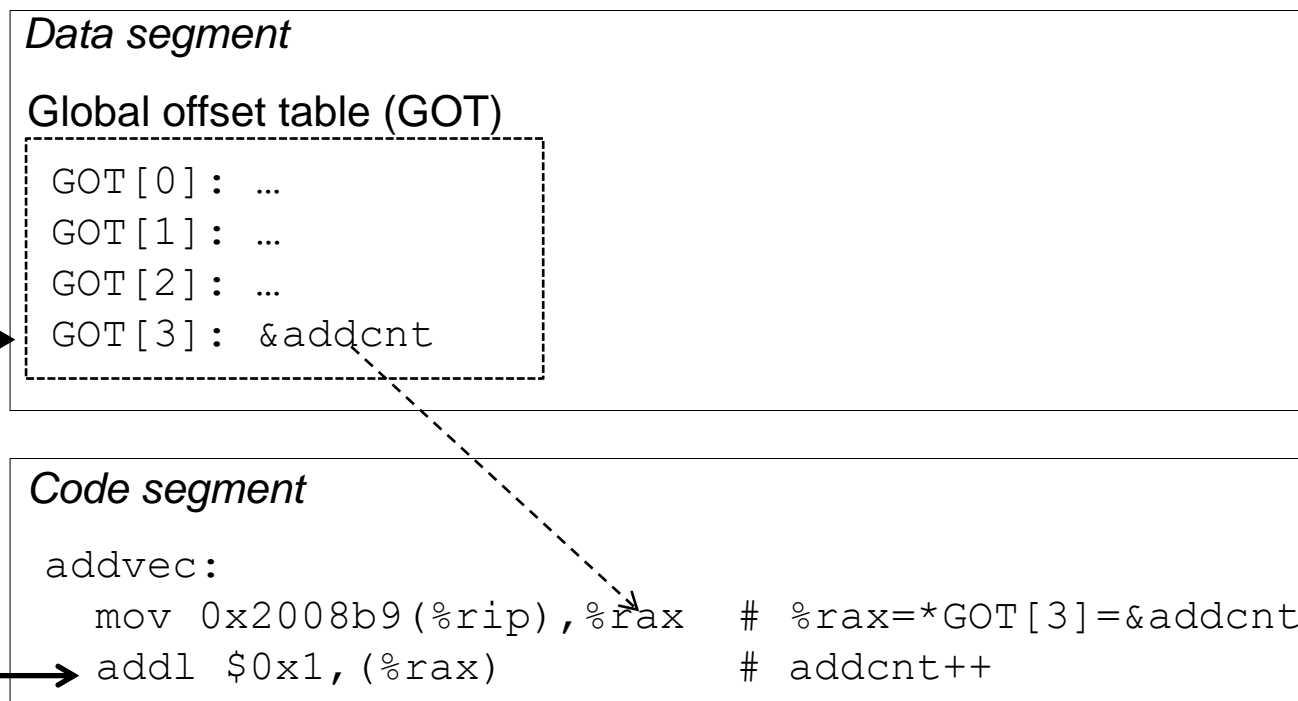 Data segment
Global offset table (GOT)
GOT[0]: …
GOT[1]: …
GOT[2]: …
GOT[3]: &addcnt
Code segment
addvec:
mov 0x2008b9(%rip),%rax # %rax=*GOT[3]=&addcnt
addl $0x1,(%rax) # addcnt++